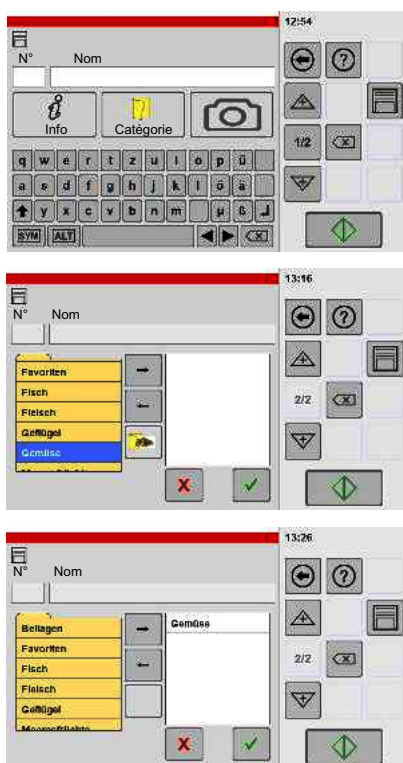 12:54
N° Nom
Info Catégorie
q w e r t z u i o p ü
1/2
a s d f g h j k l ö ä
y x c v b n m µ ß
SYM ALT
13:16
N° Nom
Favoriten
Fisch
2/2
Fleisch
Geflügel
Gemüse
13:26
N° Nom
Beilagen Gemüse
Favoriten
Fisch
2/2
Fleisch
Geflügel
Meeresfrüchte